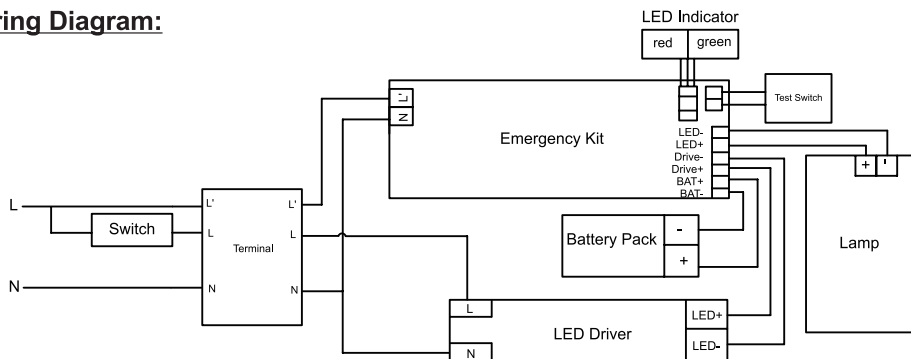 ring Diagram:
LED Indicator
red green
Test Switch
L'
N
Emergency Kit
LED-
LED+
Drive-
Drive+
BAT+
BAT-
+ -
Lamp
L
Switch
N
L' L'
L L
N N
Terminal
Battery Pack
-
+
L
N
LED Driver
LED+
LED-